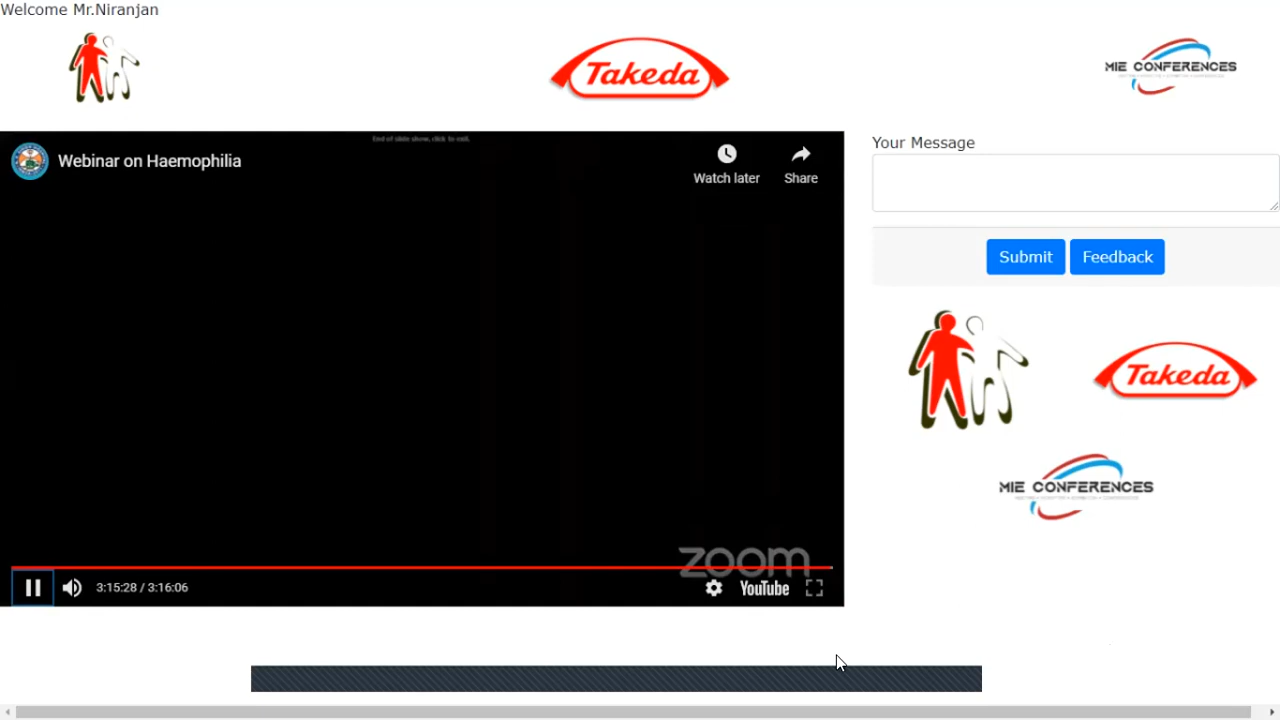 Welcome Mr.Niranjan
Takeda
MIE CONFERENCES
End of slide show, click to exit.
Webinar on Haemophilia
Watch later
Share
zoom
3:15:28 / 3:16:06
YouTube
Your Message
Submit
Feedback
Takeda
MIE CONFERENCES